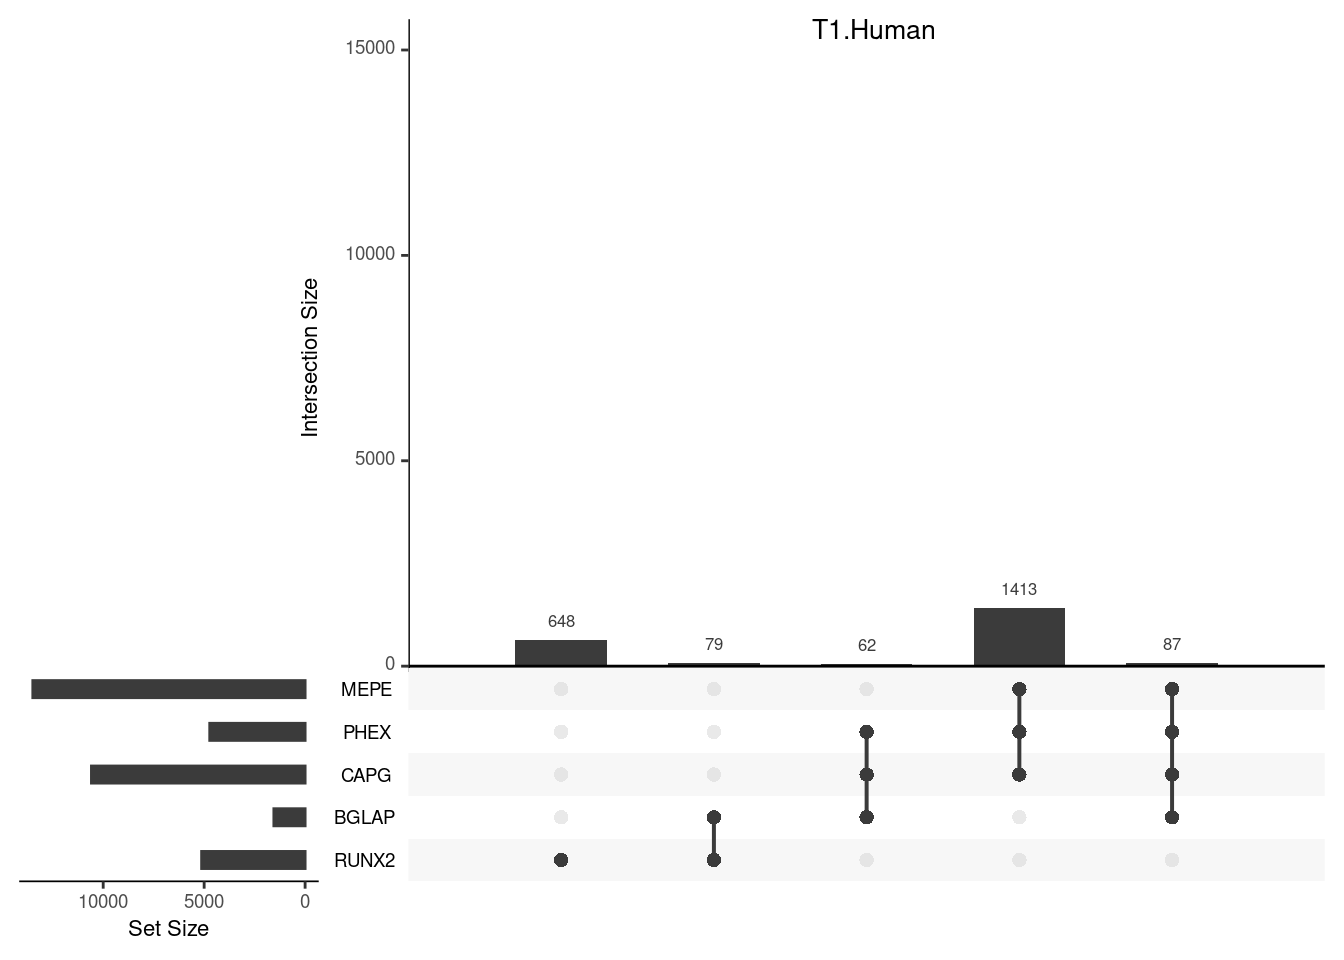 T1.Human
15000
10000
5000
0
Intersection Size
648
79
62
1413
87
MEPE
PHEX
CAPG
BGLAP
RUNX2
10000 5000 0
Set Size